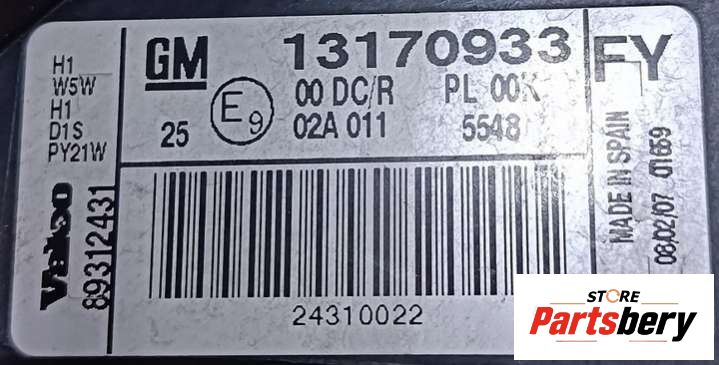 H1
W5W
H1
D1S
PY21W
Valeo
89312431
GM
13170933
FY
25
E9
00 DC/R
PL 00K
02A 011
5548
24310022
MADE IN SPAIN
08/02/07 01659
STORE
Partsbery